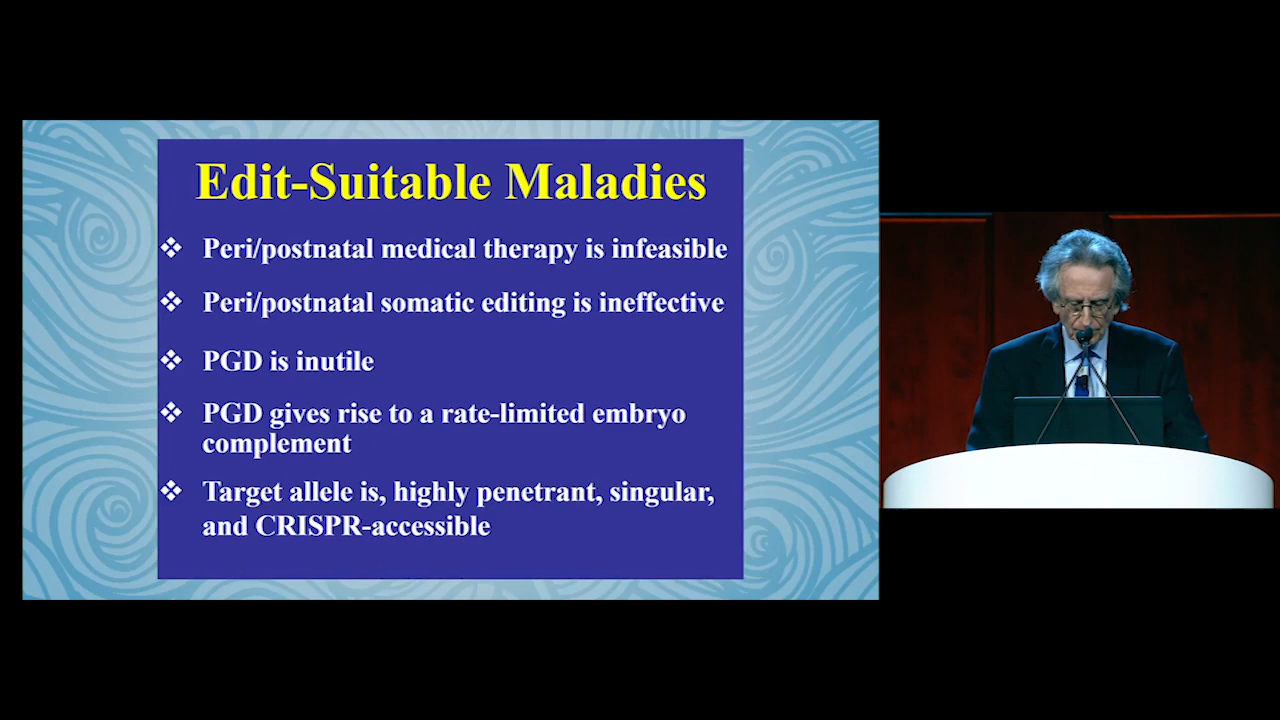 Edit-Suitable Maladies
❖ Peri/postnatal medical therapy is infeasible
❖ Peri/postnatal somatic editing is ineffective
❖ PGD is inutile
❖ PGD gives rise to a rate-limited embryo
complement
❖ Target allele is, highly penetrant, singular,
and CRISPR-accessible